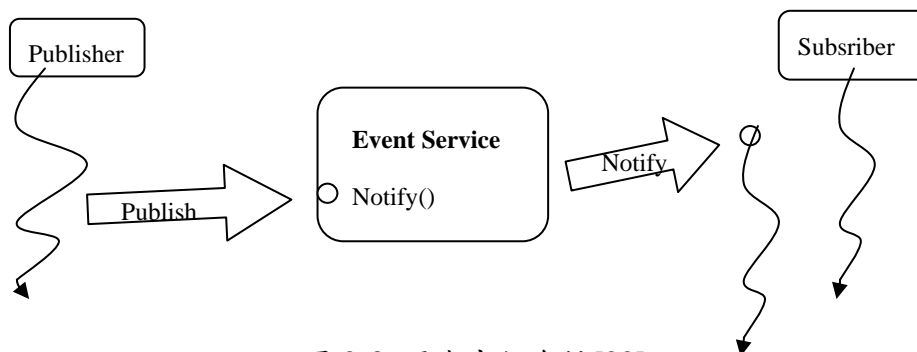 Publisher
Subsriber
Event Service
Notify
Notify()
Publish